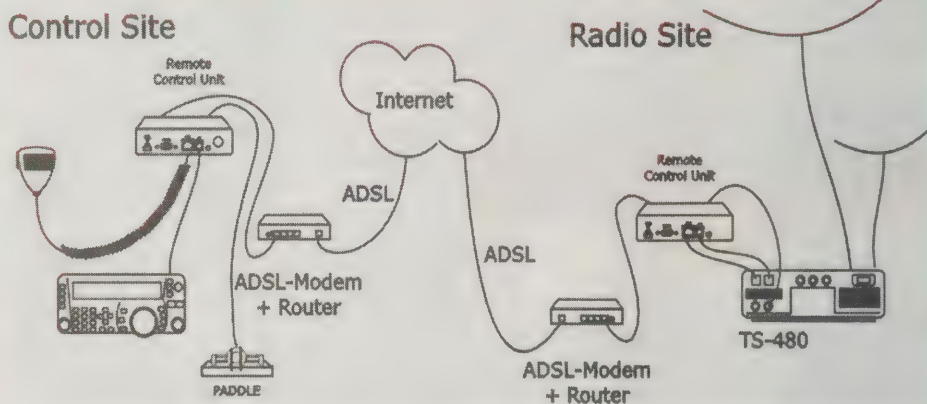 Control Site
Radio Site
Remote
Control Unit
Internet
Remote
Control Unit
ADSL
ADSL
ADSL-Modem
+ Router
TS-480
PADDLE
ADSL-Modem
+ Router